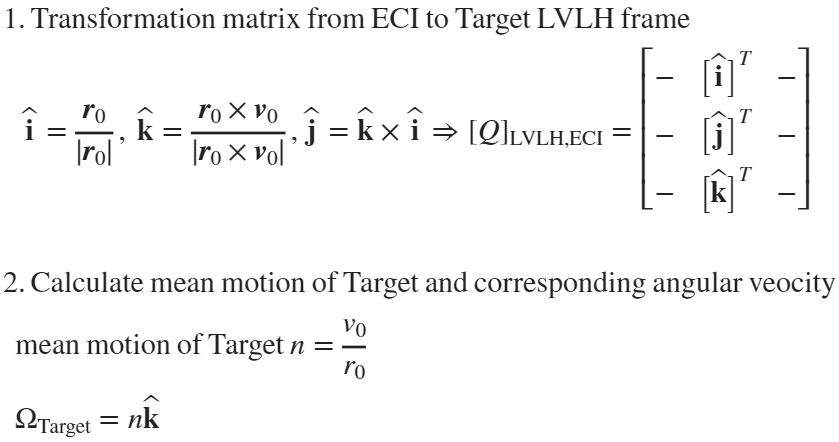 1. Transformation matrix from ECI to Target LVLH frame
î = r₀/|r₀|, k̂ = (r₀ × v₀)/|r₀ × v₀|, ĵ = k̂ × î ⇒ [Q]LVLH,ECI = [− [î]ᵀ −; − [ĵ]ᵀ −; − [k̂]ᵀ −]
2. Calculate mean motion of Target and corresponding angular veocity
mean motion of Target n = v₀/r₀
ΩTarget = nk̂